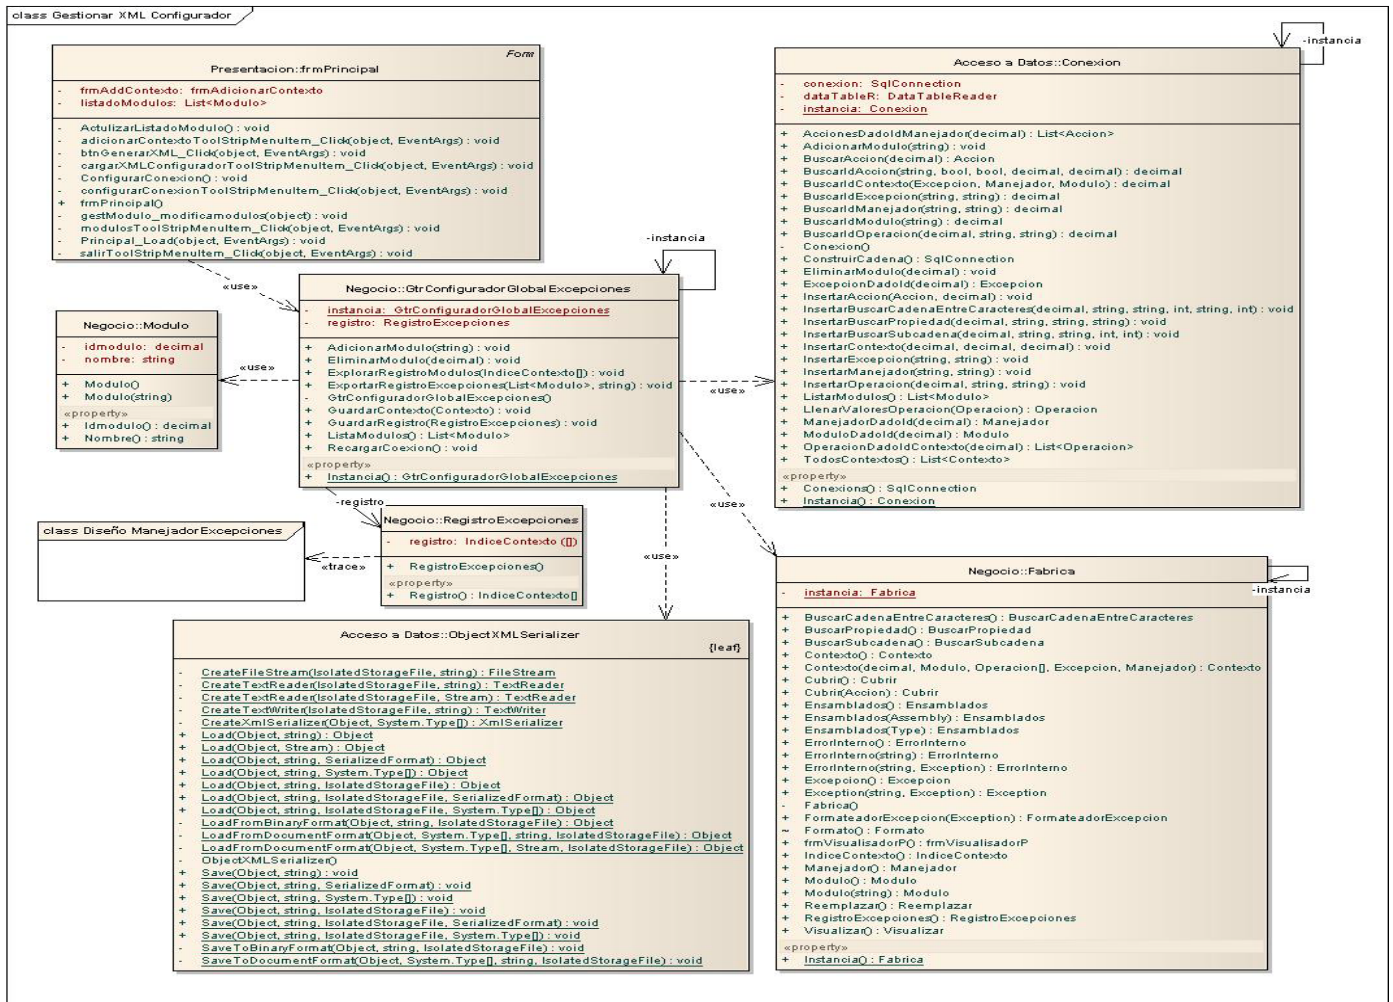 class Gestionar XML Configurador
Form
Presentacion::frmPrincipal
- frmAddContexto: frmAdicionarContexto
- listadoModulos: List<Modulo>
- ActulizarListadoModulo() : void
- adicionarContextoToolStripMenuItem_Click(object, EventArgs) : void
- btnGenerarXML_Click(object, EventArgs) : void
- cargarXMLConfiguradorToolStripMenuItem_Click(object, EventArgs) : void
- ConfigurarConexion() : void
- configurarConexionToolStripMenuItem_Click(object, EventArgs) : void
+ frmPrincipal()
- gestModulo_modificamodulos(object) : void
- modulosToolStripMenuItem_Click(object, EventArgs) : void
- Principal_Load(object, EventArgs) : void
- salirToolStripMenuItem_Click(object, EventArgs) : void
«use»
-instancia
Acceso a Datos::Conexion
- conexion: SqlConnection
- dataTableR: DataTableReader
- instancia: Conexion
+ AccionesDadoIdManejador(decimal) : List<Accion>
+ AdicionarModulo(string) : void
+ BuscarAccion(decimal) : Accion
+ BuscarIdAccion(string, bool, bool, decimal, decimal) : decimal
+ BuscarIdContexto(Excepcion, Manejador, Modulo) : decimal
+ BuscarIdExcepcion(string, string) : decimal
+ BuscarIdManejador(string, string) : decimal
+ BuscarIdModulo(string) : decimal
+ BuscarIdOperacion(decimal, string, string) : decimal
- Conexion()
+ ConstruirCadena() : SqlConnection
+ EliminarModulo(decimal) : void
+ ExcepcionDadoId(decimal) : Excepcion
+ InsertarAccion(Accion, decimal) : void
+ InsertarBuscarCadenaEntreCaracteres(decimal, string, string, int, string, int) : void
+ InsertarBuscarPropiedad(decimal, string, string, string) : void
+ InsertarBuscarSubcadena(decimal, string, string, int, int) : void
+ InsertarContexto(decimal, decimal, decimal) : void
+ InsertarExcepcion(string, string) : void
+ InsertarManejador(string, string) : void
+ InsertarOperacion(decimal, string, string) : void
+ ListarModulos() : List<Modulo>
+ LlenarValoresOperacion(Operacion) : Operacion
+ ManejadorDadoId(decimal) : Manejador
+ ModuloDadoId(decimal) : Modulo
+ OperacionDadoIdContexto(decimal) : List<Operacion>
+ TodosContextos() : List<Contexto>
«property»
+ Conexions() : SqlConnection
+ Instancia() : Conexion
-instancia
Negocio::GtrConfiguradorGlobalExcepciones
- instancia: GtrConfiguradorGlobalExcepciones
- registro: RegistroExcepciones
+ AdicionarModulo(string) : void
+ EliminarModulo(decimal) : void
+ ExplorarRegistroModulos(IndiceContexto[]) : void
+ ExportarRegistroExcepciones(List<Modulo>, string) : void
- GtrConfiguradorGlobalExcepciones()
+ GuardarContexto(Contexto) : void
+ GuardarRegistro(RegistroExcepciones) : void
+ ListaModulos() : List<Modulo>
+ RecargarCoexion() : void
«property»
+ Instancia() : GtrConfiguradorGlobalExcepciones
Negocio::Modulo
- idmodulo: decimal
- nombre: string
+ Modulo()
+ Modulo(string)
«property»
+ Idmodulo() : decimal
+ Nombre() : string
«use»
«use»
«use»
«use»
-registro
class Diseño ManejadorExcepciones
«trace»
Negocio::RegistroExcepciones
- registro: IndiceContexto ([])
+ RegistroExcepciones()
«property»
+ Registro() : IndiceContexto[]
Acceso a Datos::ObjectXMLSerializer
{leaf}
- CreateFileStream(IsolatedStorageFile, string) : FileStream
- CreateTextReader(IsolatedStorageFile, string) : TextReader
- CreateTextReader(IsolatedStorageFile, Stream) : TextReader
- CreateTextWriter(IsolatedStorageFile, string) : TextWriter
- CreateXmlSerializer(Object, System.Type[]) : XmlSerializer
+ Load(Object, string) : Object
+ Load(Object, Stream) : Object
+ Load(Object, string, SerializedFormat) : Object
+ Load(Object, string, System.Type[]) : Object
+ Load(Object, string, IsolatedStorageFile) : Object
+ Load(Object, string, IsolatedStorageFile, SerializedFormat) : Object
+ Load(Object, string, IsolatedStorageFile, System.Type[]) : Object
- LoadFromBinaryFormat(Object, string, IsolatedStorageFile) : Object
- LoadFromDocumentFormat(Object, System.Type[], string, IsolatedStorageFile) : Object
- LoadFromDocumentFormat(Object, System.Type[], Stream, IsolatedStorageFile) : Object
- ObjectXMLSerializer()
+ Save(Object, string) : void
+ Save(Object, string, SerializedFormat) : void
+ Save(Object, string, System.Type[]) : void
+ Save(Object, string, IsolatedStorageFile) : void
+ Save(Object, string, IsolatedStorageFile, SerializedFormat) : void
+ Save(Object, string, IsolatedStorageFile, System.Type[]) : void
- SaveToBinaryFormat(Object, string, IsolatedStorageFile) : void
- SaveToDocumentFormat(Object, System.Type[], string, IsolatedStorageFile) : void
Negocio::Fabrica
-instancia
- instancia: Fabrica
+ BuscarCadenaEntreCaracteres() : BuscarCadenaEntreCaracteres
+ BuscarPropiedad() : BuscarPropiedad
+ BuscarSubcadena() : BuscarSubcadena
+ Contexto() : Contexto
+ Contexto(decimal, Modulo, Operacion[], Excepcion, Manejador) : Contexto
+ Cubrir() : Cubrir
+ Cubrir(Accion) : Cubrir
+ Ensamblados() : Ensamblados
+ Ensamblados(Assembly) : Ensamblados
+ Ensamblados(Type) : Ensamblados
+ ErrorInterno() : ErrorInterno
+ ErrorInterno(string) : ErrorInterno
+ ErrorInterno(string, Exception) : ErrorInterno
+ Excepcion() : Excepcion
+ Exception(string, Exception) : Exception
- Fabrica()
+ FormateadorExcepcion(Exception) : FormateadorExcepcion
~ Formato() : Formato
+ frmVisualisadorP() : frmVisualisadorP
+ IndiceContexto() : IndiceContexto
+ Manejador() : Manejador
+ Modulo() : Modulo
+ Modulo(string) : Modulo
+ Reemplazar() : Reemplazar
+ RegistroExcepciones() : RegistroExcepciones
+ Visualizar() : Visualizar
«property»
+ Instancia() : Fabrica